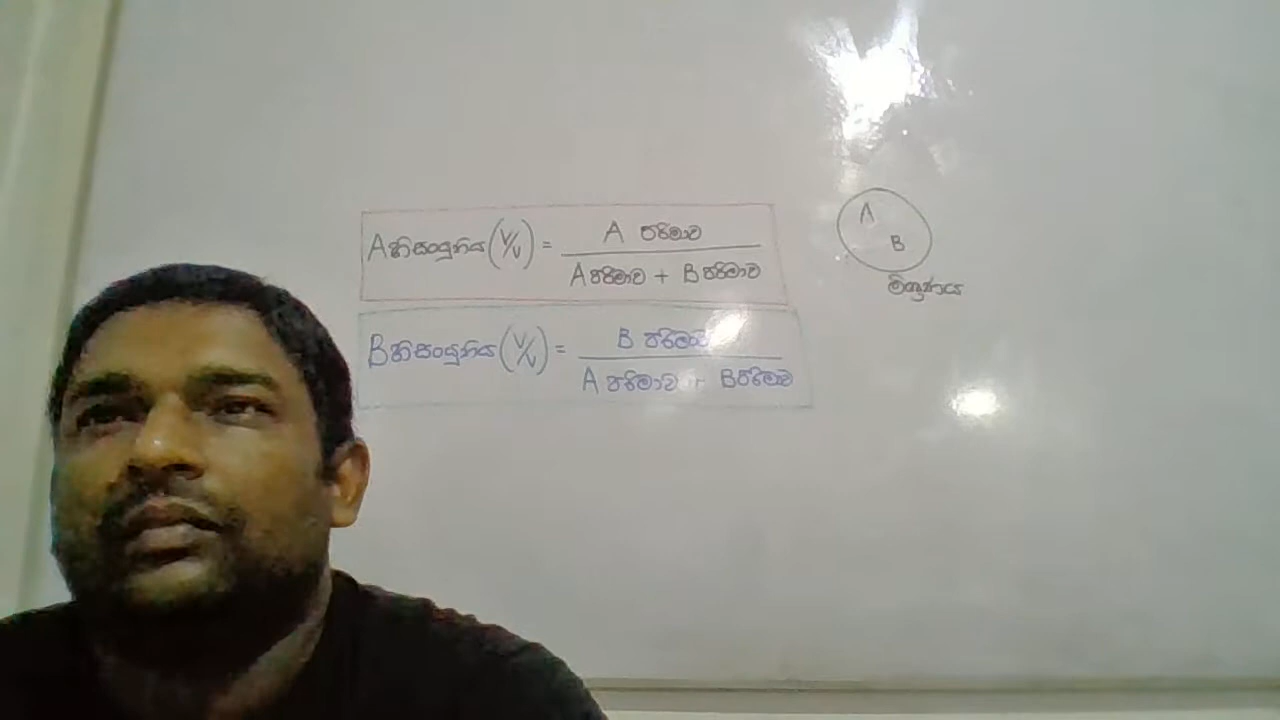 A හි සංයුතිය (V/V) = A පරිමාව / A පරිමාව + B පරිමාව
B හි සංයුතිය (V/V) = B පරිමාව / A පරිමාව + B පරිමාව
A
B
මිශ්‍රණය